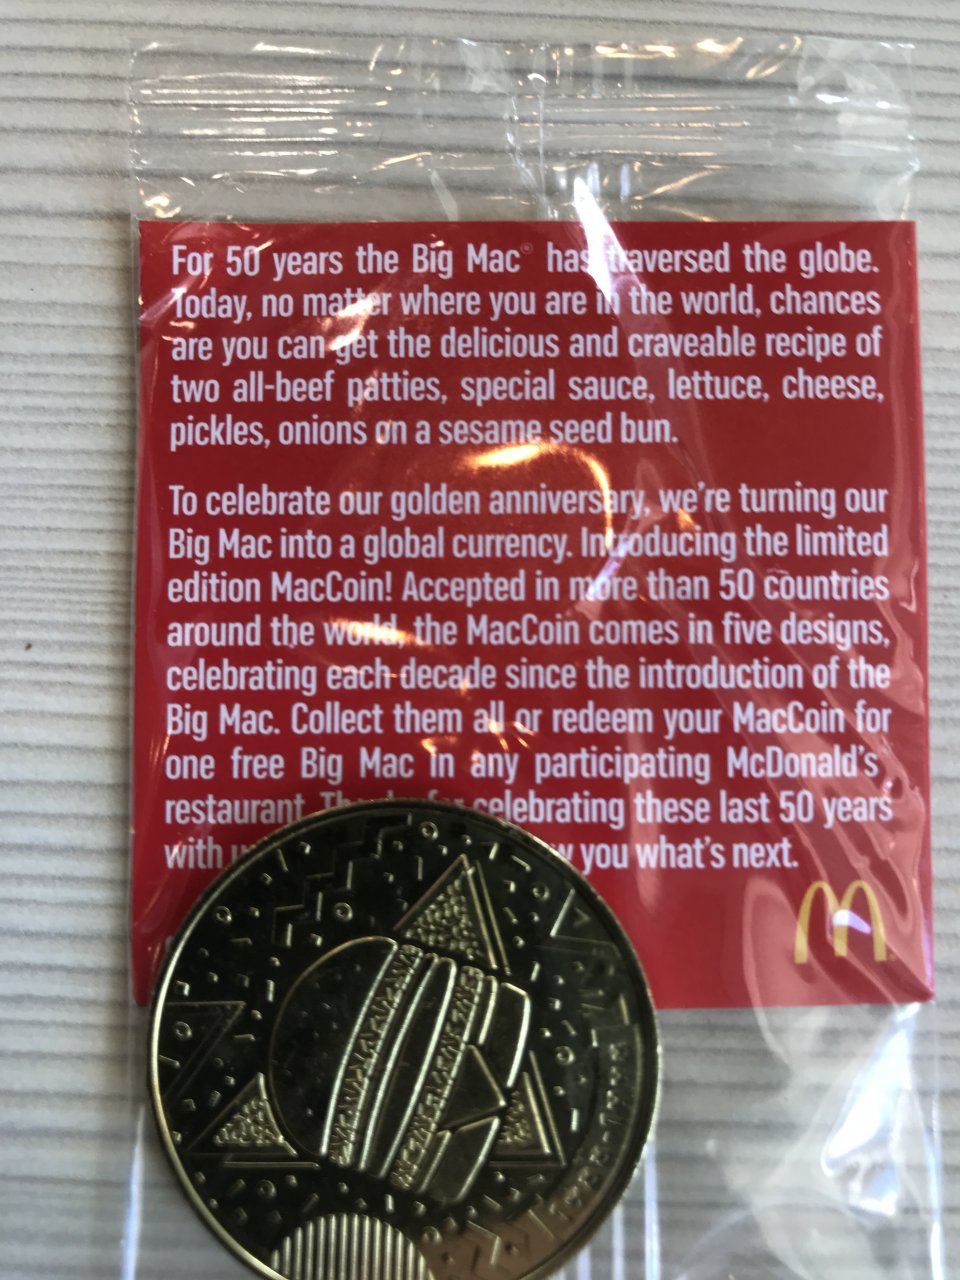 For 50 years the Big Mac® has traversed the globe.
Today, no matter where you are in the world, chances
are you can get the delicious and craveable recipe of
two all-beef patties, special sauce, lettuce, cheese,
pickles, onions on a sesame seed bun.
To celebrate our golden anniversary, we're turning our
Big Mac into a global currency. Introducing the limited
edition MacCoin! Accepted in more than 50 countries
around the world, the MacCoin comes in five designs,
celebrating each decade since the introduction of the
Big Mac. Collect them all or redeem your MacCoin for
one free Big Mac in any participating McDonald's
restaurant. Thanks for celebrating these last 50 years
with you what's next.